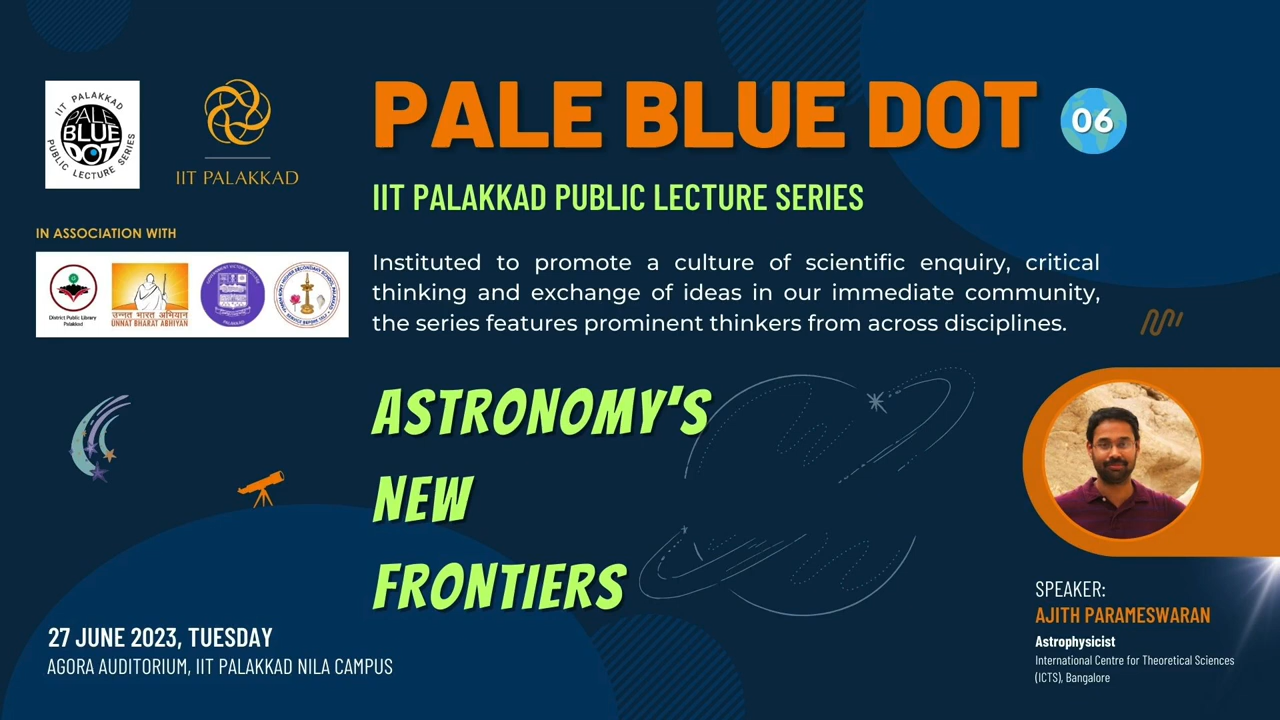 IIT PALAKKAD
PALE
BLUE
DOT
PUBLIC LECTURE SERIES
IIT PALAKKAD
PALE BLUE DOT 06
IIT PALAKKAD PUBLIC LECTURE SERIES
IN ASSOCIATION WITH
District Public Library
Palakkad
उन्नत भारत अभियान
UNNAT BHARAT ABHIYAN
Instituted to promote a culture of scientific enquiry, critical
thinking and exchange of ideas in our immediate community,
the series features prominent thinkers from across disciplines.
ASTRONOMY'S
NEW
FRONTIERS
27 JUNE 2023, TUESDAY
AGORA AUDITORIUM, IIT PALAKKAD NILA CAMPUS
SPEAKER:
AJITH PARAMESWARAN
Astrophysicist
International Centre for Theoretical Sciences
(ICTS), Bangalore